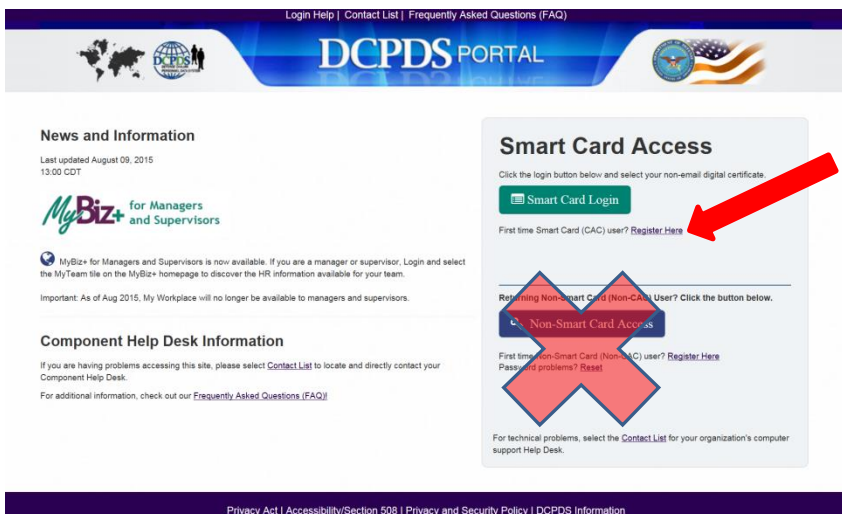 Login Help | Contact List | Frequently Asked Questions (FAQ)
DCPDS
DCPDS PORTAL
News and Information
Last updated August 09, 2015
13:00 CDT
MyBiz+ for Managers
and Supervisors
MyBiz+ for Managers and Supervisors is now available. If you are a manager or supervisor, Login and select
the MyTeam tile on the MyBiz+ homepage to discover the HR information available for your team.
Important: As of Aug 2015, My Workplace will no longer be available to managers and supervisors.
Component Help Desk Information
If you are having problems accessing this site, please select Contact List to locate and directly contact your
Component Help Desk.
For additional information, check out our Frequently Asked Questions (FAQ)!
Smart Card Access
Click the login button below and select your non-email digital certificate.
Smart Card Login
First time Smart Card (CAC) user? Register Here
Returning Non-Smart Card (Non-CAC) User? Click the button below.
Non-Smart Card Access
First time Non-Smart Card (Non-CAC) user? Register Here
Password problems? Reset
For technical problems, select the Contact List for your organization's computer
support Help Desk.
Privacy Act | Accessibility/Section 508 | Privacy and Security Policy | DCPDS Information